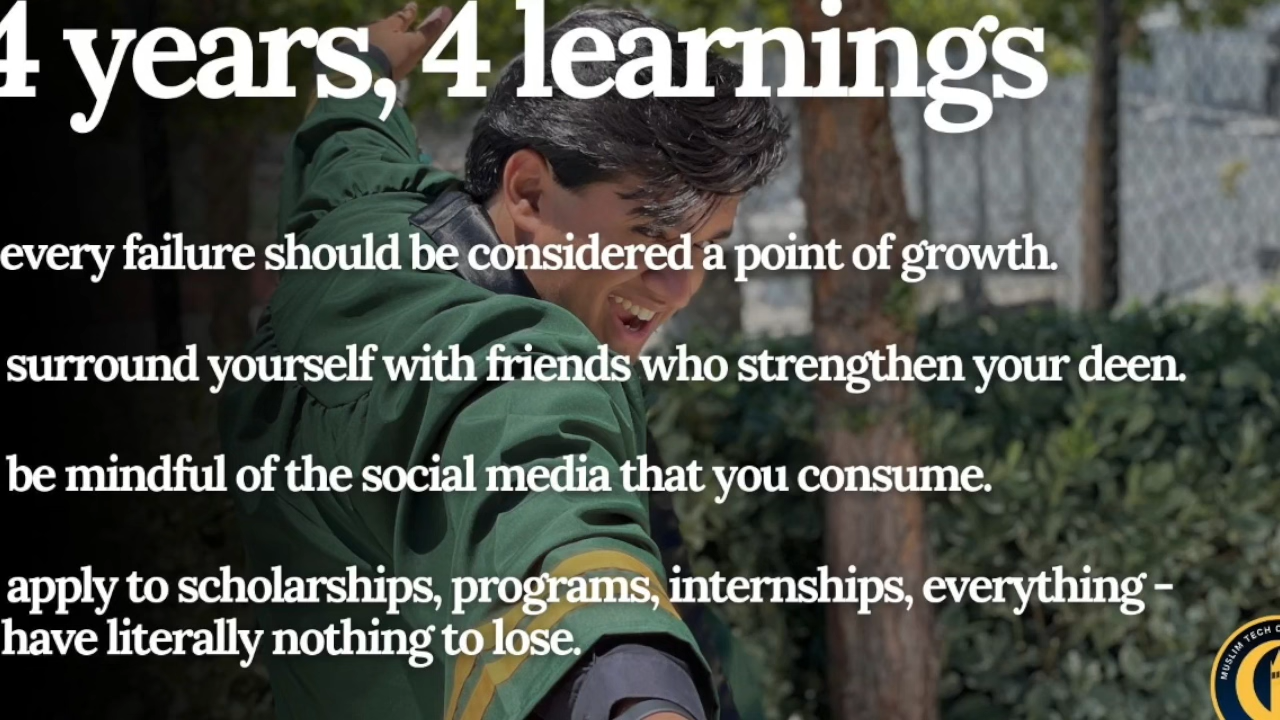 4 years, 4 learnings
every failure should be considered a point of growth.
surround yourself with friends who strengthen your deen.
be mindful of the social media that you consume.
apply to scholarships, programs, internships, everything -
have literally nothing to lose.
MUSLIM TECH